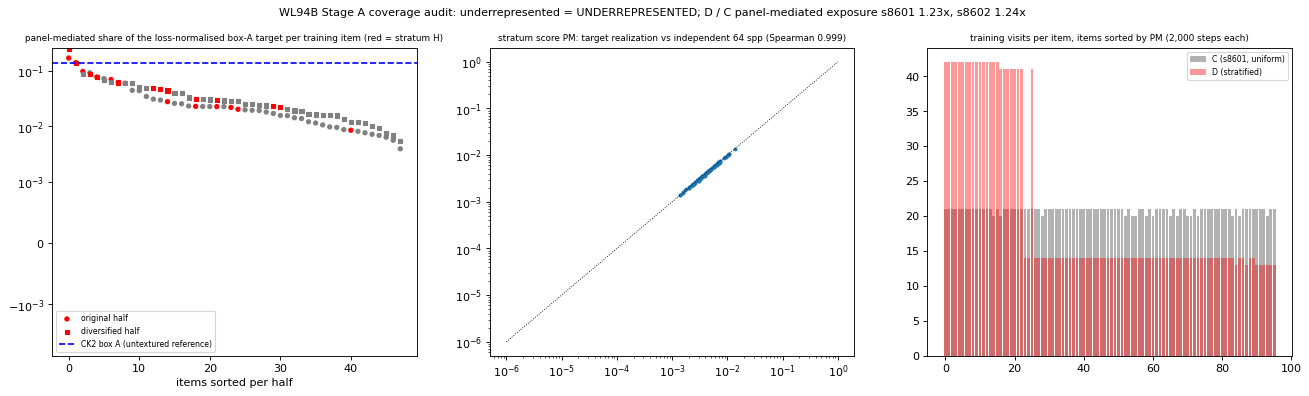 WL94B Stage A coverage audit: underrepresented = UNDERREPRESENTED; D / C panel-mediated exposure s8601 1.23x, s8602 1.24x
panel-mediated share of the loss-normalised box-A target per training item (red = stratum H)
10⁻¹
10⁻²
10⁻³
0
−10⁻³
original half
diversified half
CK2 box A (untextured reference)
0 10 20 30 40
items sorted per half
stratum score PM: target realization vs independent 64 spp (Spearman 0.999)
10⁰
10⁻¹
10⁻²
10⁻³
10⁻⁴
10⁻⁵
10⁻⁶
10⁻⁶ 10⁻⁵ 10⁻⁴ 10⁻³ 10⁻² 10⁻¹ 10⁰
training visits per item, items sorted by PM (2,000 steps each)
C (s8601, uniform)
D (stratified)
40
35
30
25
20
15
10
5
0
0 20 40 60 80 100